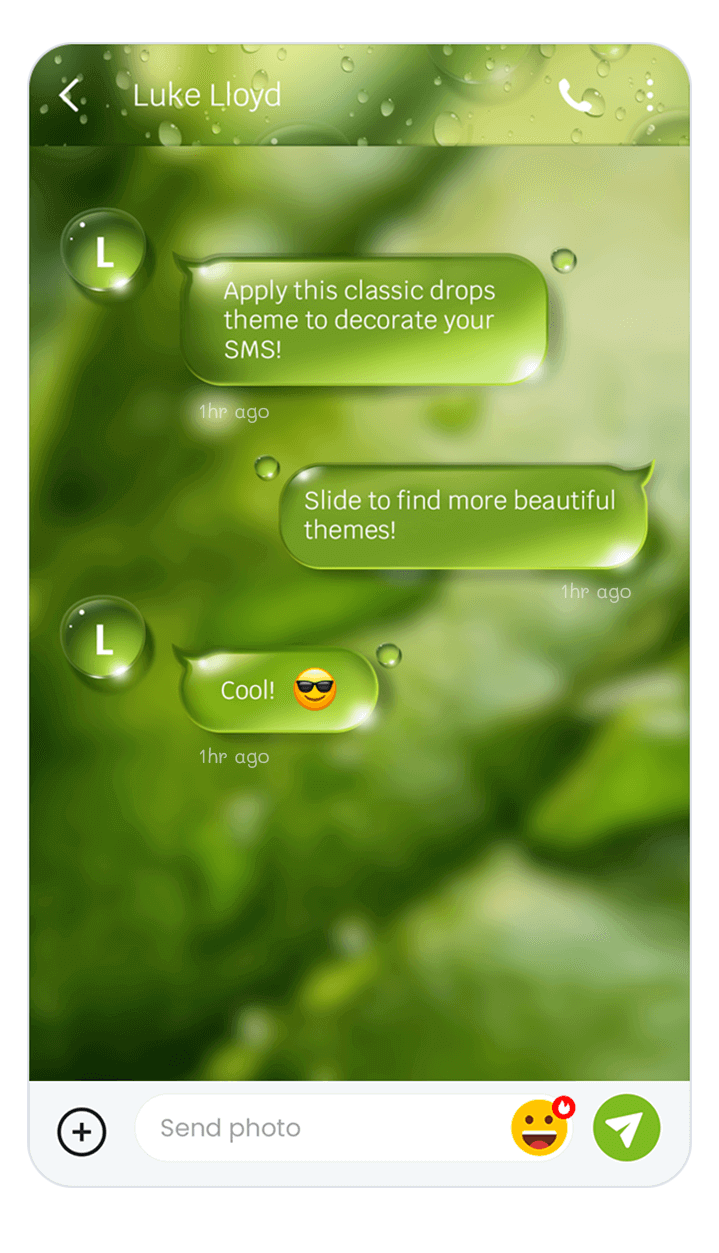 Luke Lloyd
L
Apply this classic drops
theme to decorate your
SMS!
1hr ago
Slide to find more beautiful
themes!
1hr ago
L
Cool! 😎
1hr ago
Send photo